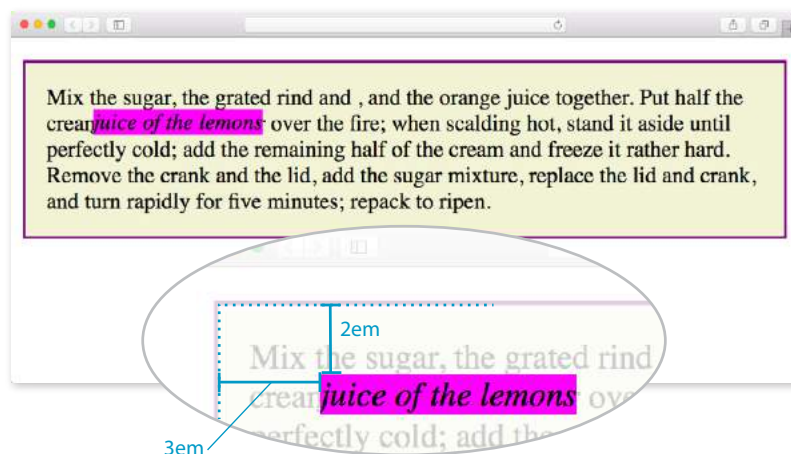 Mix the sugar, the grated rind and , and the orange juice together. Put half the
crean juice of the lemons over the fire; when scalding hot, stand it aside until
perfectly cold; add the remaining half of the cream and freeze it rather hard.
Remove the crank and the lid, add the sugar mixture, replace the lid and crank,
and turn rapidly for five minutes; repack to ripen.
2em
Mix the sugar, the grated rind
crean juice of the lemons ove
perfectly cold; add the
3em